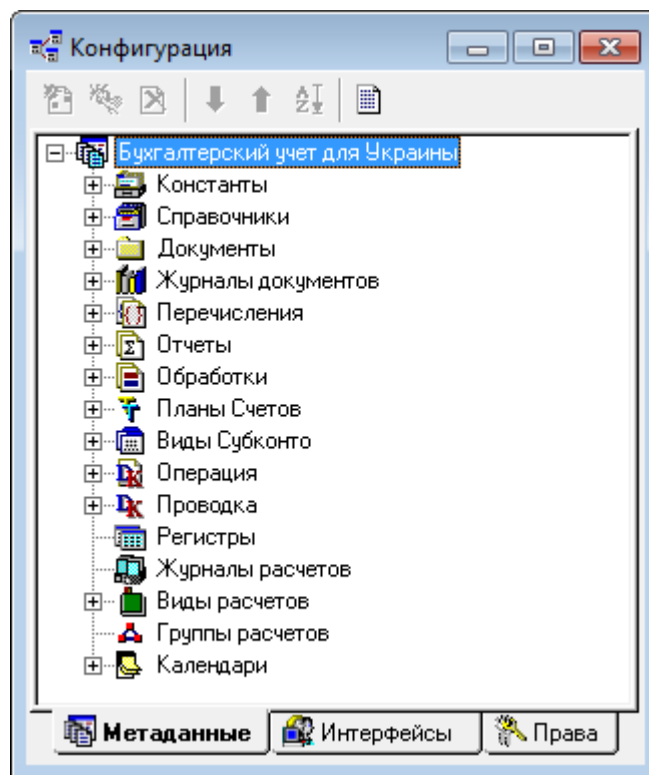 Конфигурация
Бухгалтерский учет для Украины
Константы
Справочники
Документы
Журналы документов
Перечисления
Отчеты
Обработки
Планы Счетов
Виды Субконто
Операция
Проводка
Регистры
Журналы расчетов
Виды расчетов
Группы расчетов
Календари
Метаданные Интерфейсы Права